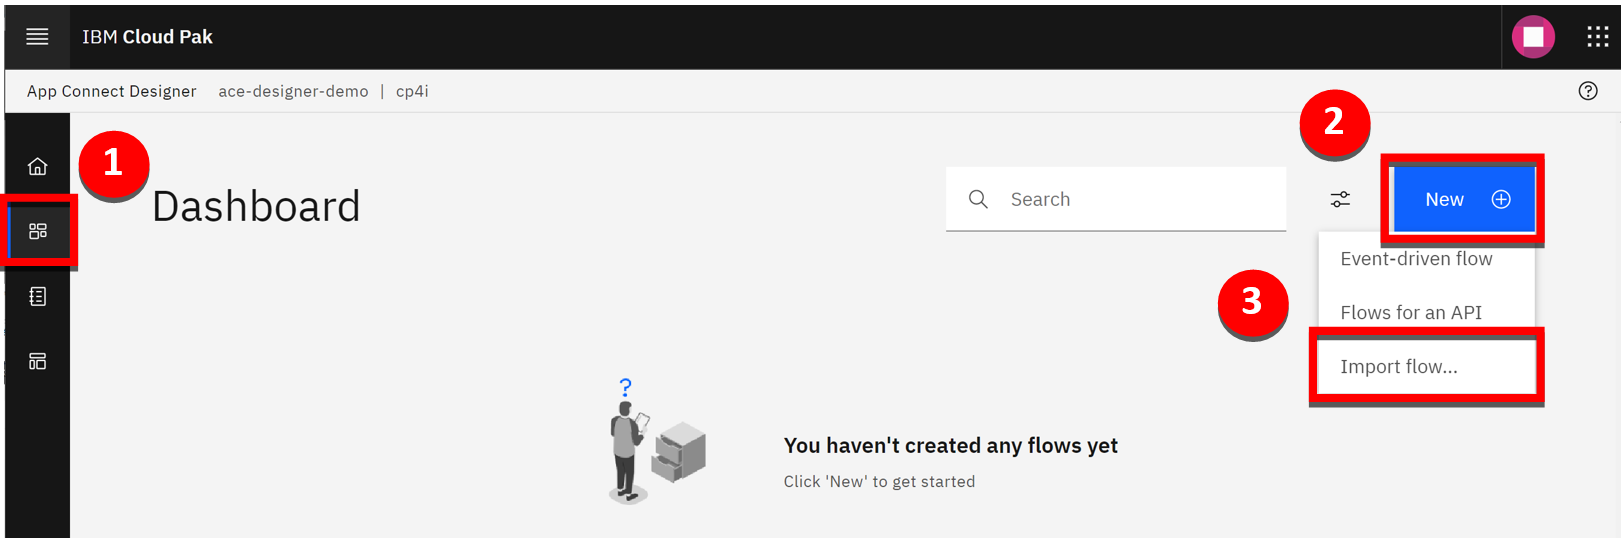 IBM Cloud Pak
App Connect Designer ace-designer-demo | cp4i
1
2
Dashboard
Search
New
Event-driven flow
3
Flows for an API
Import flow...
?
You haven't created any flows yet
Click 'New' to get started